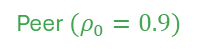 Peer (ρ₀ = 0.9)